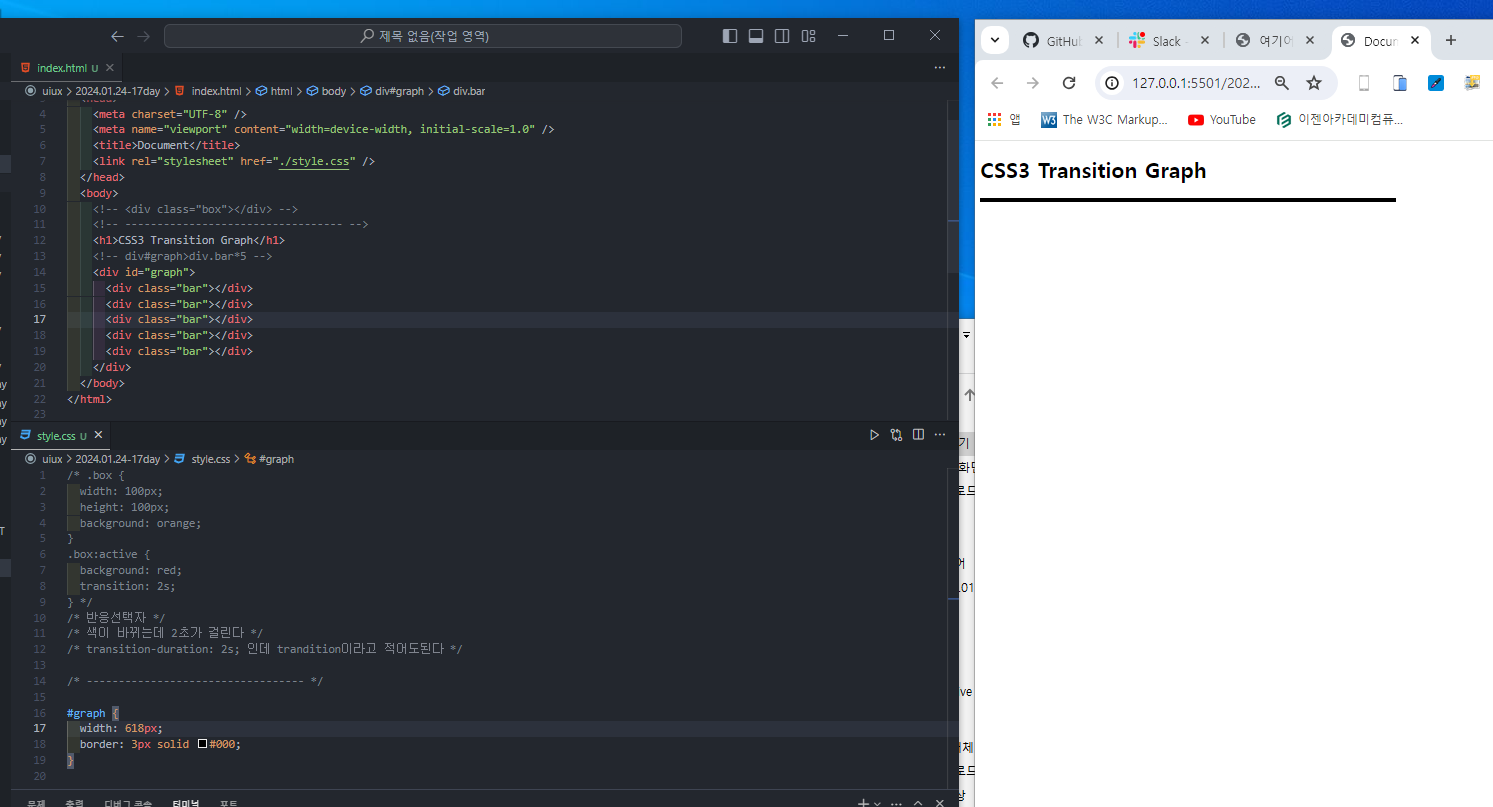 제목 없음(작업 영역)
index.html U
uiux > 2024.01.24-17day > index.html > html > body > div#graph > div.bar
4 <meta charset="UTF-8" />
5 <meta name="viewport" content="width=device-width, initial-scale=1.0" />
6 <title>Document</title>
7 <link rel="stylesheet" href="./style.css" />
8 </head>
9 <body>
10 <!-- <div class="box"></div> -->
11 <!-- ---------------------------------- -->
12 <h1>CSS3 Transition Graph</h1>
13 <!-- div#graph>div.bar*5 -->
14 <div id="graph">
15 <div class="bar"></div>
16 <div class="bar"></div>
17 <div class="bar"></div>
18 <div class="bar"></div>
19 <div class="bar"></div>
20 </div>
21 </body>
22 </html>
23
style.css U
uiux > 2024.01.24-17day > style.css > #graph
1 /* .box {
2 width: 100px;
3 height: 100px;
4 background: orange;
5 }
6 .box:active {
7 background: red;
8 transition: 2s;
9 } */
10 /* 반응선택자 */
11 /* 색이 바뀌는데 2초가 걸린다 */
12 /* transition-duration: 2s; 인데 trandition이라고 적어도된다 */
13
14 /* ---------------------------------- */
15
16 #graph {
17 width: 618px;
18 border: 3px solid #000;
19 }
20
문제 출력 디버그 콘솔 터미널 포트
GitHub Slack - 여기어 Docum
127.0.0.1:5501/202...
앱 The W3C Markup... YouTube 이젠아카데미컴퓨...
CSS3 Transition Graph